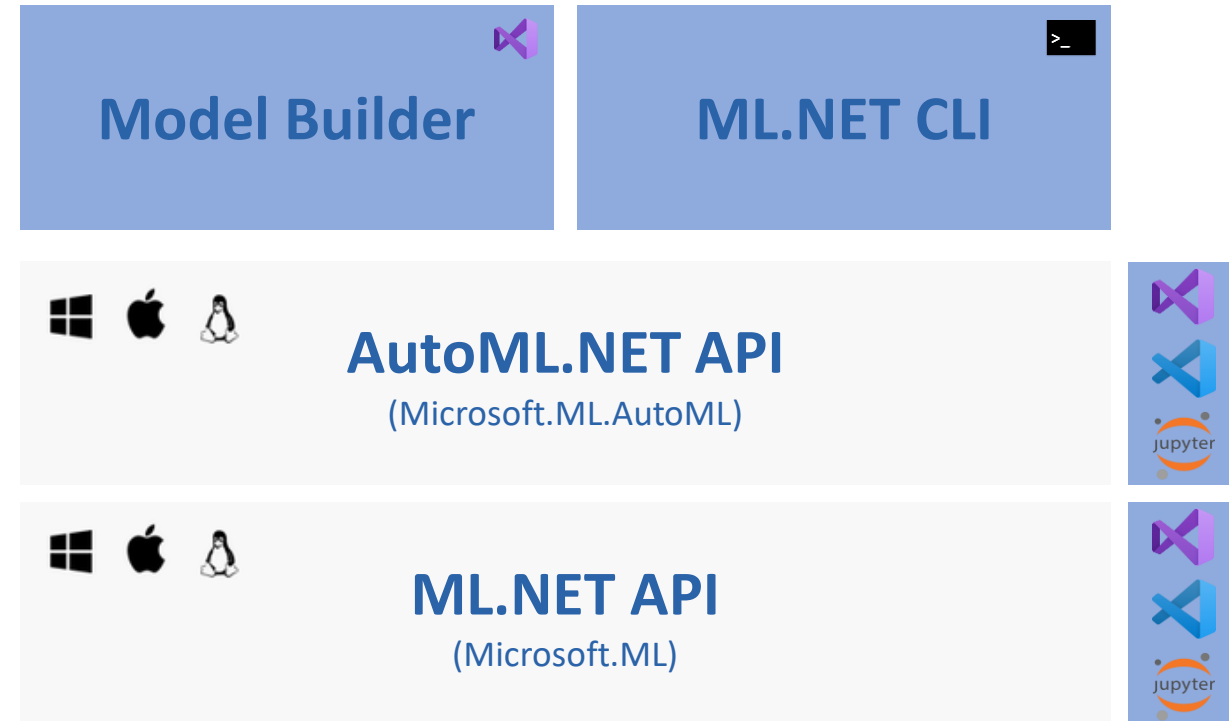 Model Builder
>_
ML.NET CLI
AutoML.NET API
(Microsoft.ML.AutoML)
jupyter
ML.NET API
(Microsoft.ML)
jupyter